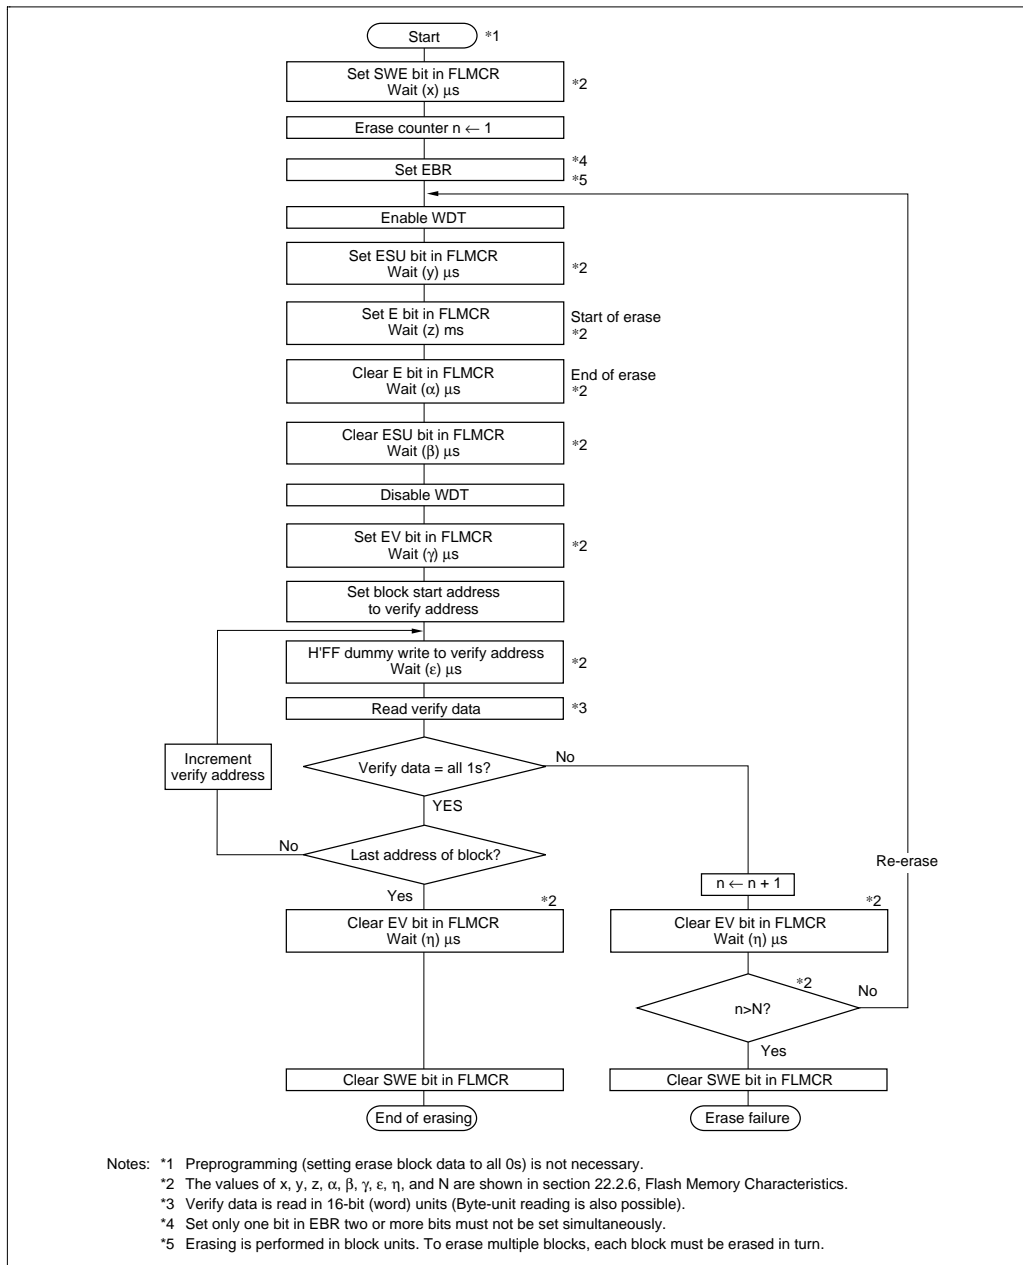 Start *1
Set SWE bit in FLMCR
Wait (x) μs
*2
Erase counter n ← 1
Set EBR
*4
*5
Enable WDT
Set ESU bit in FLMCR
Wait (y) μs
*2
Set E bit in FLMCR
Wait (z) ms
Start of erase
*2
Clear E bit in FLMCR
Wait (α) μs
End of erase
*2
Clear ESU bit in FLMCR
Wait (β) μs
*2
Disable WDT
Set EV bit in FLMCR
Wait (γ) μs
*2
Set block start address
to verify address
H'FF dummy write to verify address
Wait (ε) μs
*2
Read verify data *3
Increment
verify address
Verify data = all 1s?
No
YES
Last address of block?
No
Yes
Re-erase
n ← n + 1
*2
Clear EV bit in FLMCR
Wait (η) μs
*2
Clear EV bit in FLMCR
Wait (η) μs
*2
n>N?
No
Yes
Clear SWE bit in FLMCR
Clear SWE bit in FLMCR
End of erasing
Erase failure
Notes: *1 Preprogramming (setting erase block data to all 0s) is not necessary.
*2 The values of x, y, z, α, β, γ, ε, η, and N are shown in section 22.2.6, Flash Memory Characteristics.
*3 Verify data is read in 16-bit (word) units (Byte-unit reading is also possible).
*4 Set only one bit in EBR two or more bits must not be set simultaneously.
*5 Erasing is performed in block units. To erase multiple blocks, each block must be erased in turn.